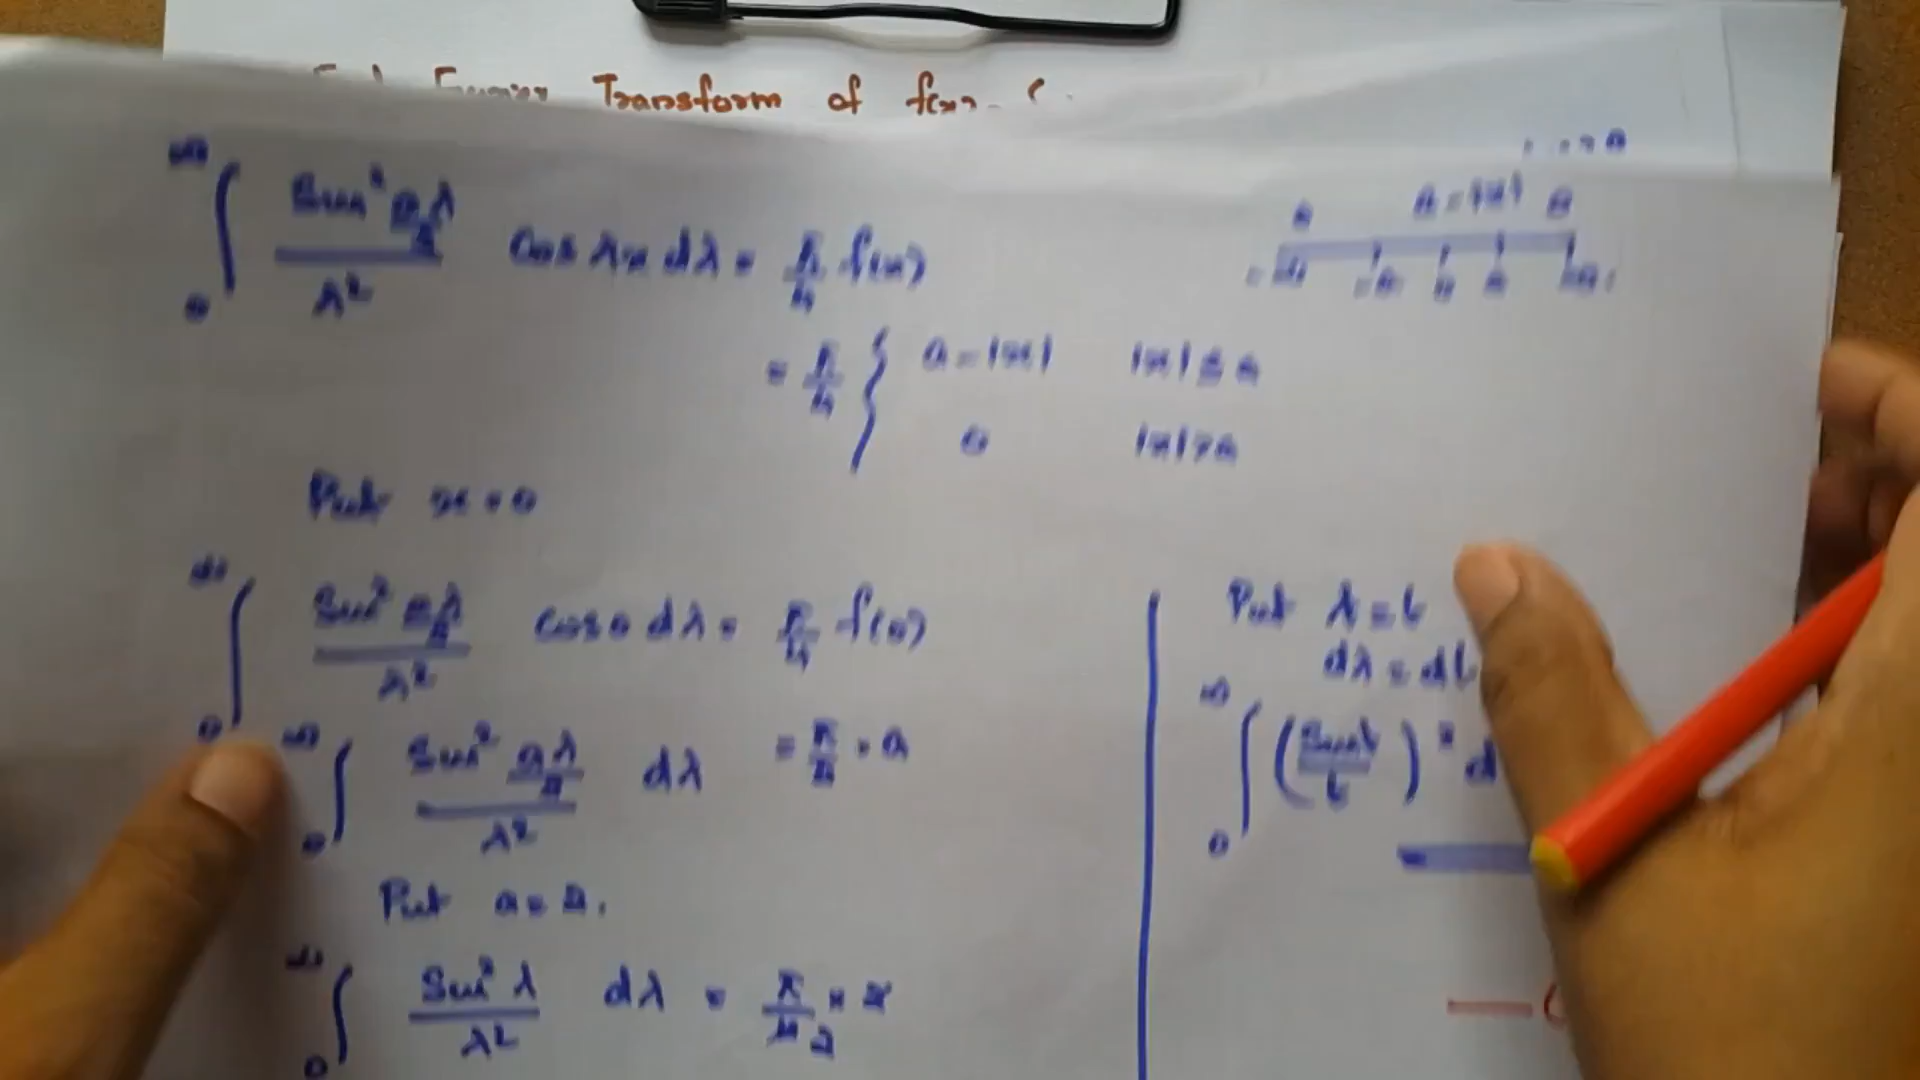 Transform of f(x)
∞ ∫ 0 Sin² aλ/2 / λ² cos λx dλ = π/4 f(x)
-∞ -a 0 a ∞
a-|x|
= π/4 { a-|x| |x| ≤ a
0 |x|>a
Put x=0
∞ ∫ 0 Sin² aλ/2 / λ² cos 0 dλ = π/4 f(0)
∞ ∫ 0 Sin² aλ/2 / λ² dλ = π/4 · a
Put a = 2.
∞ ∫ 0 Sin² λ / λ² dλ = π/4 2 × 2
Put λ = t
dλ = dt
∞ ∫ 0 (Sin t / t)² d